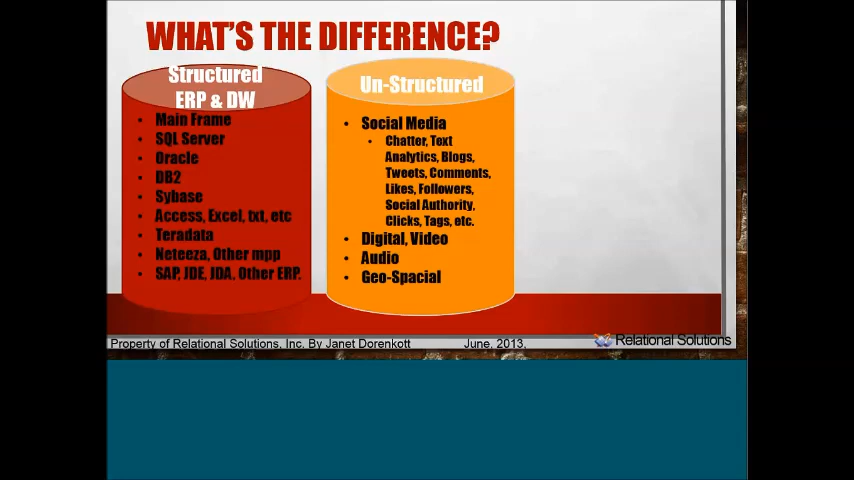 WHAT'S THE DIFFERENCE?
Structured
ERP & DW
• Main Frame
• SQL Server
• Oracle
• DB2
• Sybase
• Access, Excel, txt, etc
• Teradata
• Neteeza, Other mpp
• SAP, JDE, JDA, Other ERP.
Un-Structured
• Social Media
• Chatter, Text
Analytics, Blogs,
Tweets, Comments,
Likes, Followers,
Social Authority,
Clicks, Tags, etc.
• Digital, Video
• Audio
• Geo-Spacial
Property of Relational Solutions, Inc. By Janet Dorenkott
June, 2013,
Relational Solutions